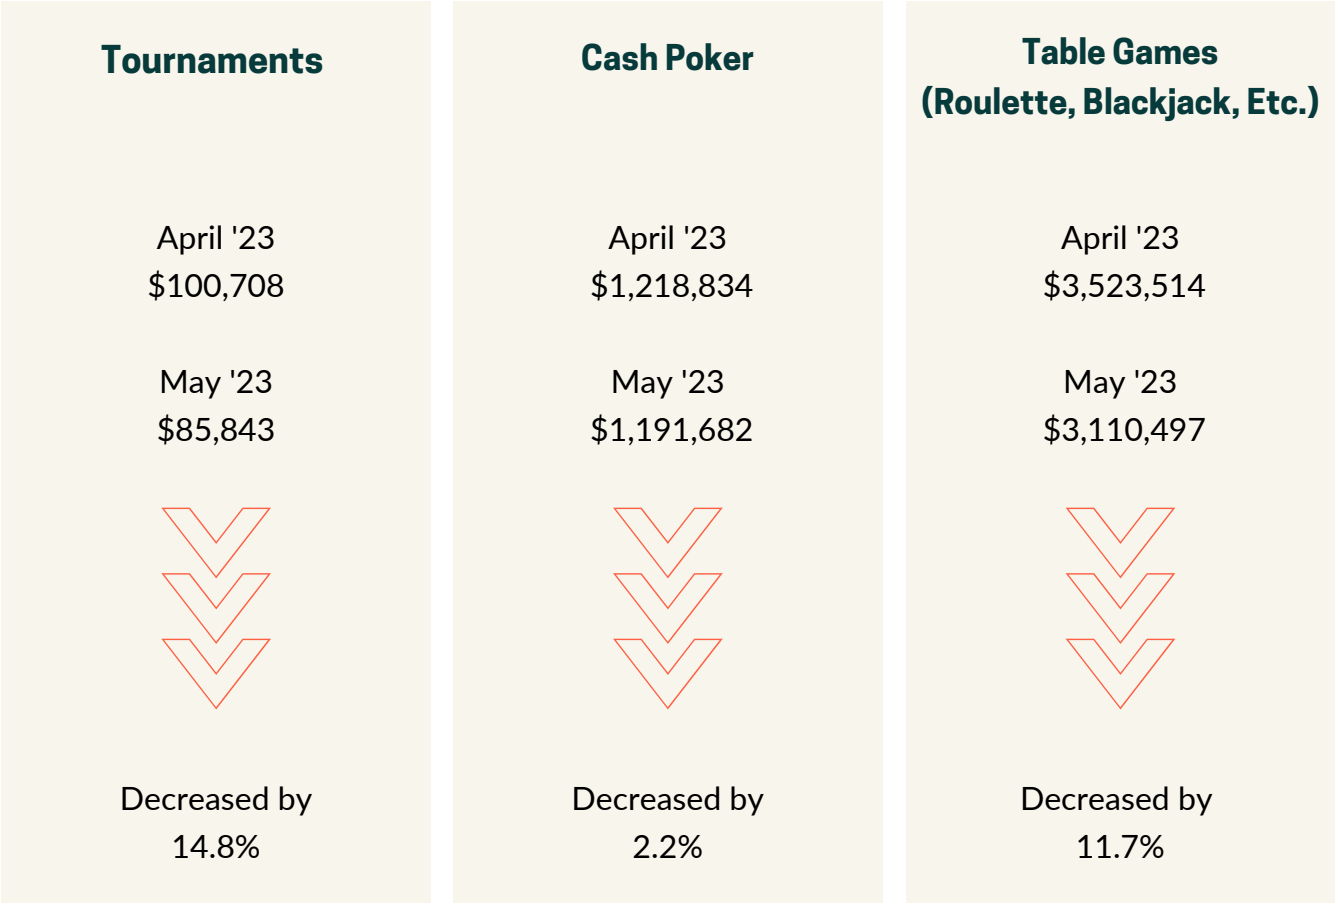 Tournaments
April '23
$100,708
May '23
$85,843
Decreased by
14.8%
Cash Poker
April '23
$1,218,834
May '23
$1,191,682
Decreased by
2.2%
Table Games
(Roulette, Blackjack, Etc.)
April '23
$3,523,514
May '23
$3,110,497
Decreased by
11.7%